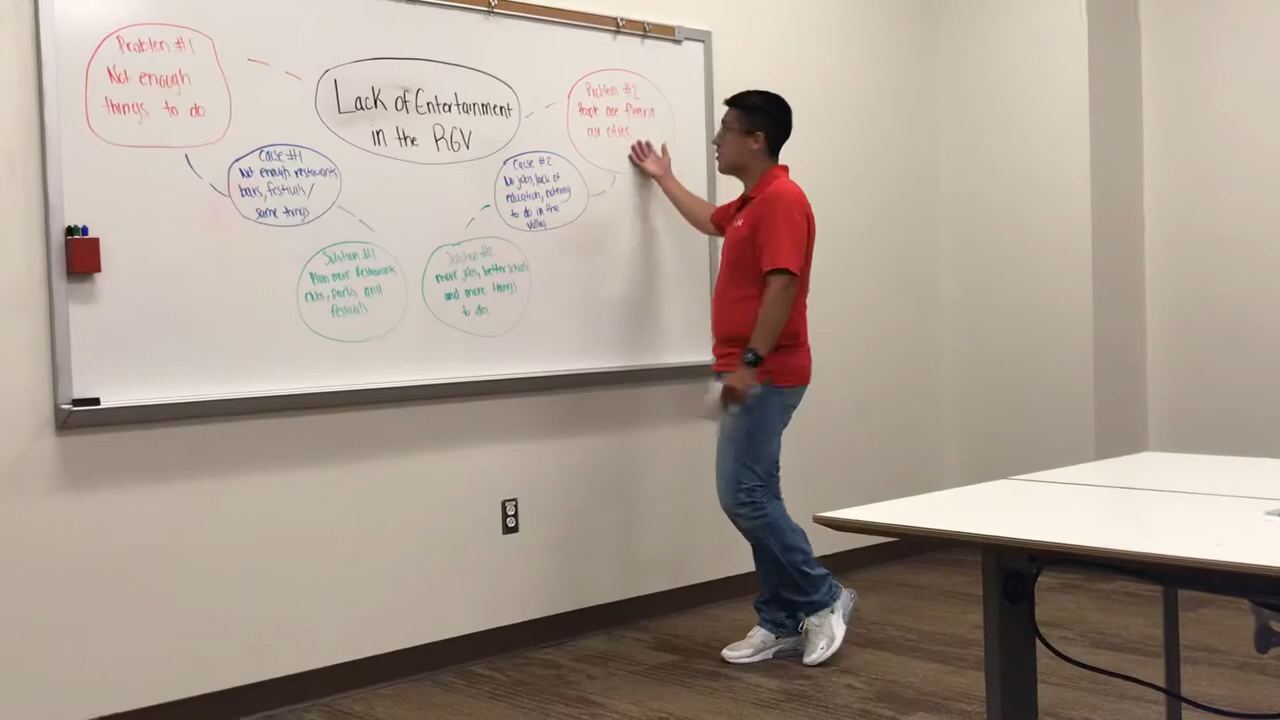 Problem #1
Not enough
things to do
Lack of Entertainment
in the RGV
Problem #2
People are fleeing
our cities
Cause #1
Not enough restaurants
bars, festivals/
same things
Cause #2
No jobs, lack of
education, nothing
to do in the
valley
Solution #1
Plan more Restaurants
clubs, parks and
festivals
Solution #2
more jobs, better schools
and more things
to do.